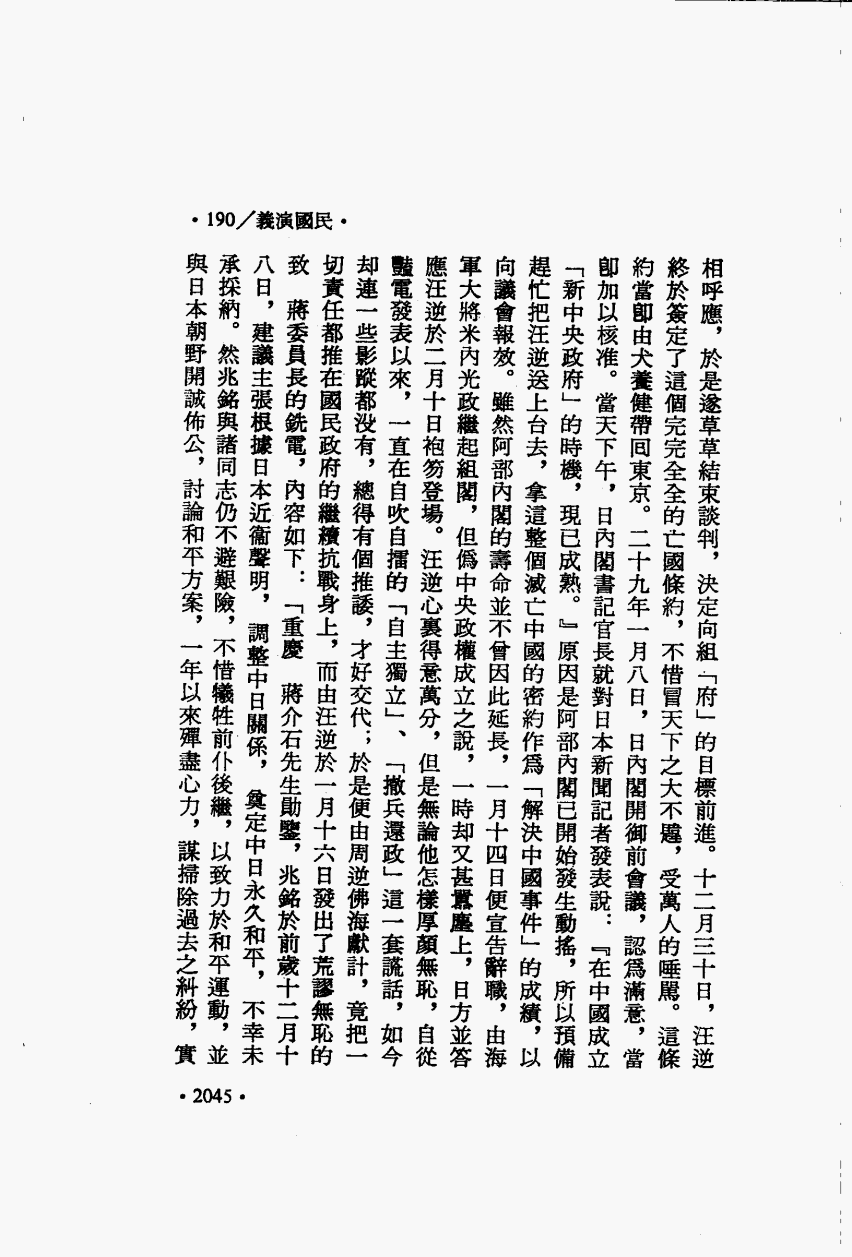 •190／義演國民•
相呼應，於是遂草草結束談判，決定向組「府」的目標前進。十二月三十日，汪逆
終於簽定了這個完完全全的亡國條約，不惜冒天下之大不韙，受萬人的唾罵。這條
約當卽由犬養健帶囘東京。二十九年一月八日，日內閣開御前會議，認爲滿意，當
卽加以核准。當天下午，日內閣書記官長就對日本新聞記者發表說：『在中國成立
「新中央政府」的時機，現已成熟。』原因是阿部內閣已開始發生動搖，所以預備
趕忙把汪逆送上台去，拿這整個滅亡中國的密約作爲「解決中國事件」的成績，以
向議會報效。雖然阿部內閣的壽命並不曾因此延長，一月十四日便宣告辭職，由海
軍大將米內光政繼起組閣，但僞中央政權成立之說，一時却又甚囂塵上，日方並答
應汪逆於二月十日袍笏登場。汪逆心裏得意萬分，但是無論他怎樣厚顏無恥，自從
豔電發表以來，一直在自吹自擂的「自主獨立」、「撤兵還政」這一套謊話，如今
却連一些影蹤都沒有，總得有個推諉，才好交代；於是便由周逆佛海獻計，竟把一
切責任都推在國民政府的繼續抗戰身上，而由汪逆於一月十六日發出了荒謬無恥的
致　蔣委員長的銑電，內容如下：「重慶　蔣介石先生勛鑒，兆銘於前歲十二月十
八日，建議主張根據日本近衞聲明，調整中日關係，奠定中日永久和平，不幸未
承採納。然兆銘與諸同志仍不避艱險，不惜犧牲前仆後繼，以致力於和平運動，並
與日本朝野開誠佈公，討論和平方案，一年以來殫盡心力，謀掃除過去之糾紛，實
•2045•